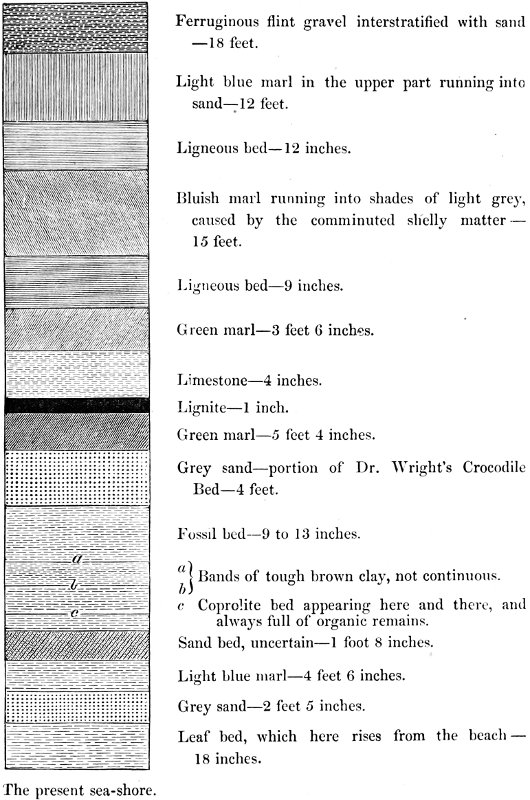 Ferruginous flint gravel interstratified with sand
—18 feet.
Light blue marl in the upper part running into
sand—12 feet.
Ligneous bed—12 inches.
Bluish marl running into shades of light grey,
caused by the comminuted shelly matter—
15 feet.
Ligneous bed—9 inches.
Green marl—3 feet 6 inches.
Limestone—4 inches.
Lignite—1 inch.
Green marl—5 feet 4 inches.
Grey sand—portion of Dr. Wright's Crocodile
Bed—4 feet.
Fossil bed—9 to 13 inches.
a
b
c
a
b} Bands of tough brown clay, not continuous.
c Coprolite bed appearing here and there, and
always full of organic remains.
Sand bed, uncertain—1 foot 8 inches.
Light blue marl—4 feet 6 inches.
Grey sand—2 feet 5 inches.
Leaf bed, which here rises from the beach—
18 inches.
The present sea-shore.